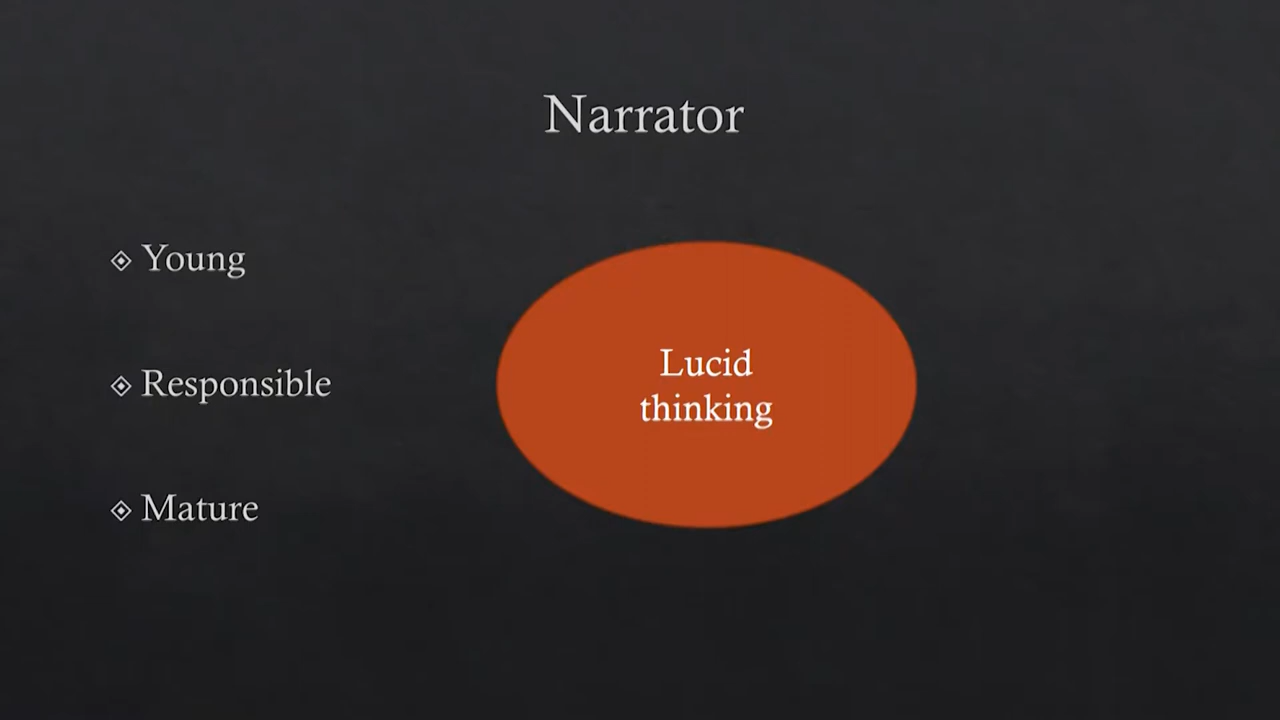 Narrator
Young
Responsible
Mature
Lucid
thinking